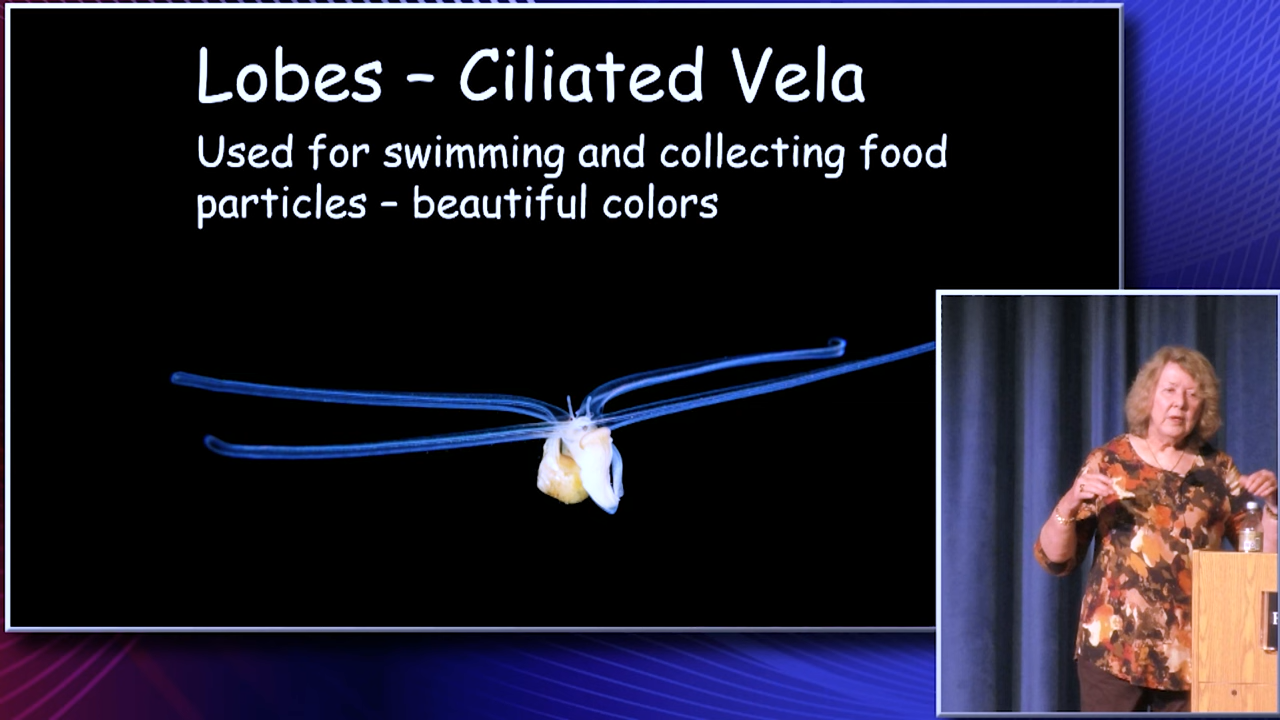 Lobes – Ciliated Vela
Used for swimming and collecting food
particles – beautiful colors